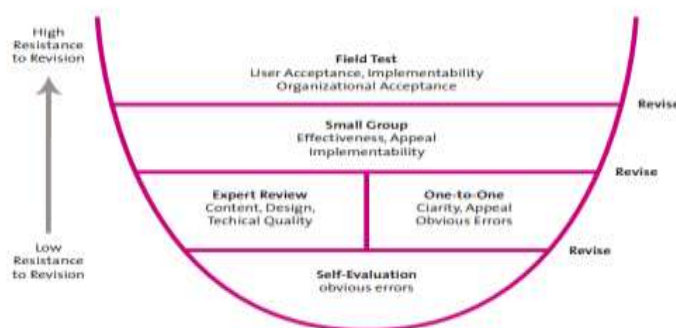 High
Resistance
to Revision
Field Test
User Acceptance, Implementability
Organizational Acceptance
Revise
Small Group
Effectiveness, Appeal
Implementability
Revise
Expert Review
Content, Design,
Techical Quality
One-to-One
Clarity, Appeal
Obvious Errors
Low
Resistance
to Revision
Revise
Self-Evaluation
obvious errors